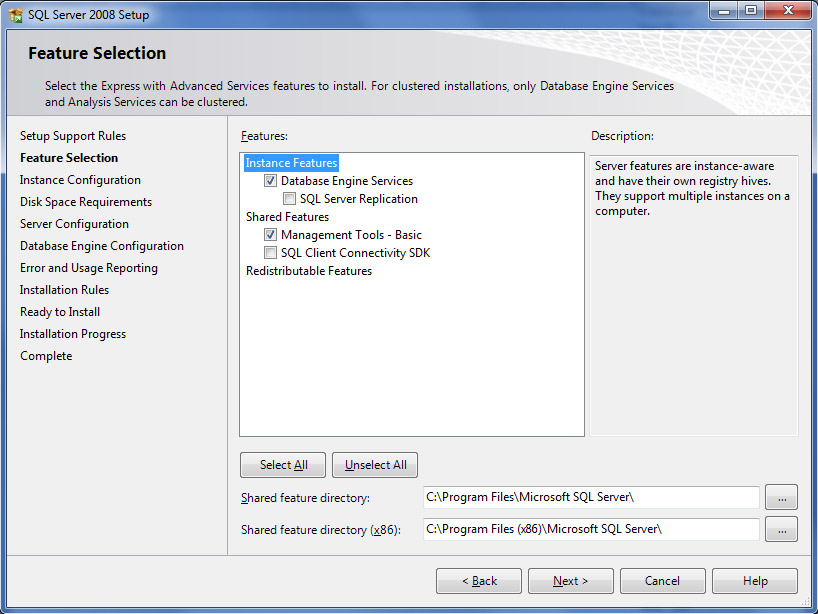 SQL Server 2008 Setup
Feature Selection
Select the Express with Advanced Services features to install. For clustered installations, only Database Engine Services
and Analysis Services can be clustered.
Setup Support Rules
Feature Selection
Instance Configuration
Disk Space Requirements
Server Configuration
Database Engine Configuration
Error and Usage Reporting
Installation Rules
Ready to Install
Installation Progress
Complete
Features:
Instance Features
Database Engine Services
SQL Server Replication
Shared Features
Management Tools - Basic
SQL Client Connectivity SDK
Redistributable Features
Description:
Server features are instance-aware
and have their own registry hives.
They support multiple instances on a
computer.
Select All
Unselect All
Shared feature directory:
C:\Program Files\Microsoft SQL Server\
...
Shared feature directory (x86):
C:\Program Files (x86)\Microsoft SQL Server\
...
< Back
Next >
Cancel
Help